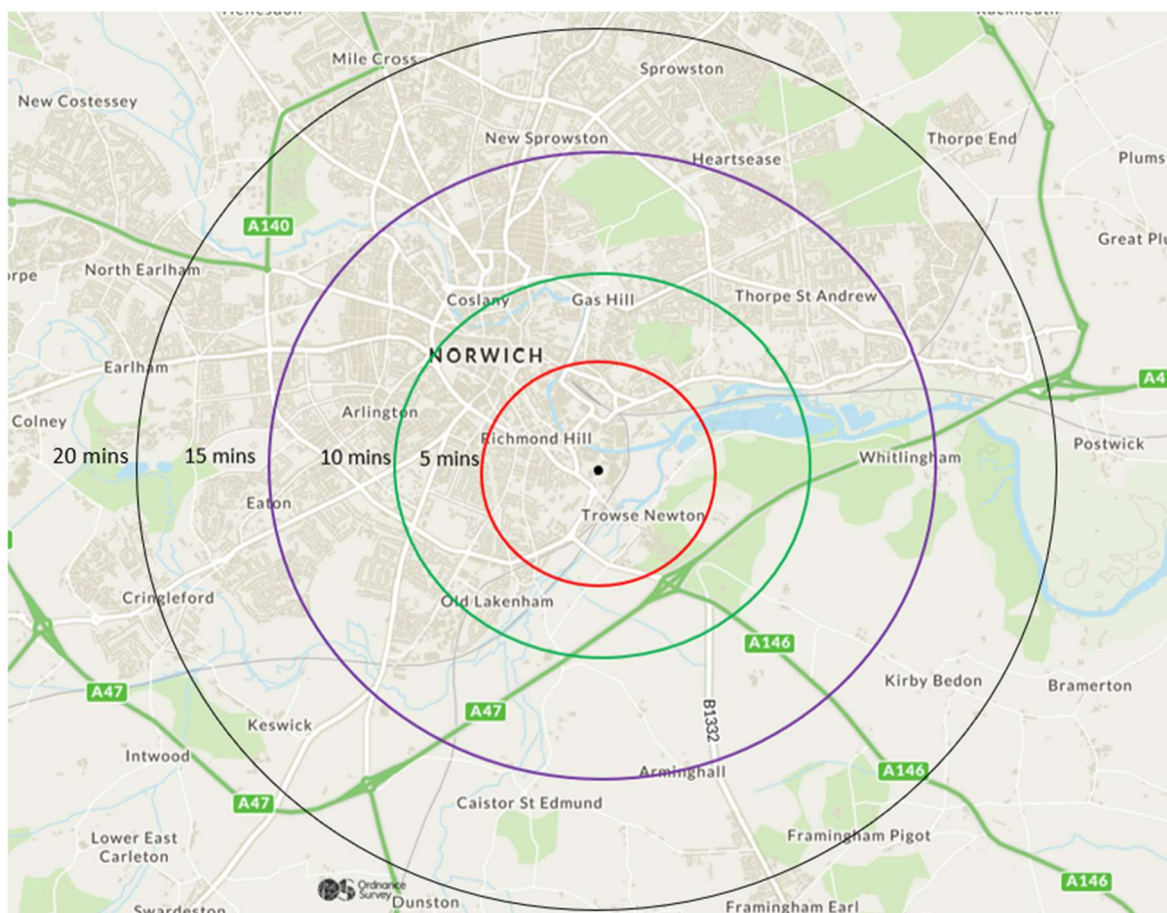 Mile Cross
Sprowston
New Costessey
New Sprowston
Thorpe End
Heartsease
Plums
A140
Great Plu
North Earlham
orpe
Coslany
Gas Hill
Thorpe St Andrew
NORWICH
Earlham
A4
Arlington
Colney
Richmond Hill
Postwick
20 mins
15 mins
10 mins
5 mins
Whitlingham
Eaton
Trowse Newton
Cringleford
Old Lakenham
A146
Kirby Bedon
Bramerton
A47
A47
B1332
Keswick
Intwood
Arminghall
A146
A47
Caistor St Edmund
Lower East
Carleton
Framingham Pigot
A146
Ordnance
Survey
Dunston
Swardeston
Framingham Earl